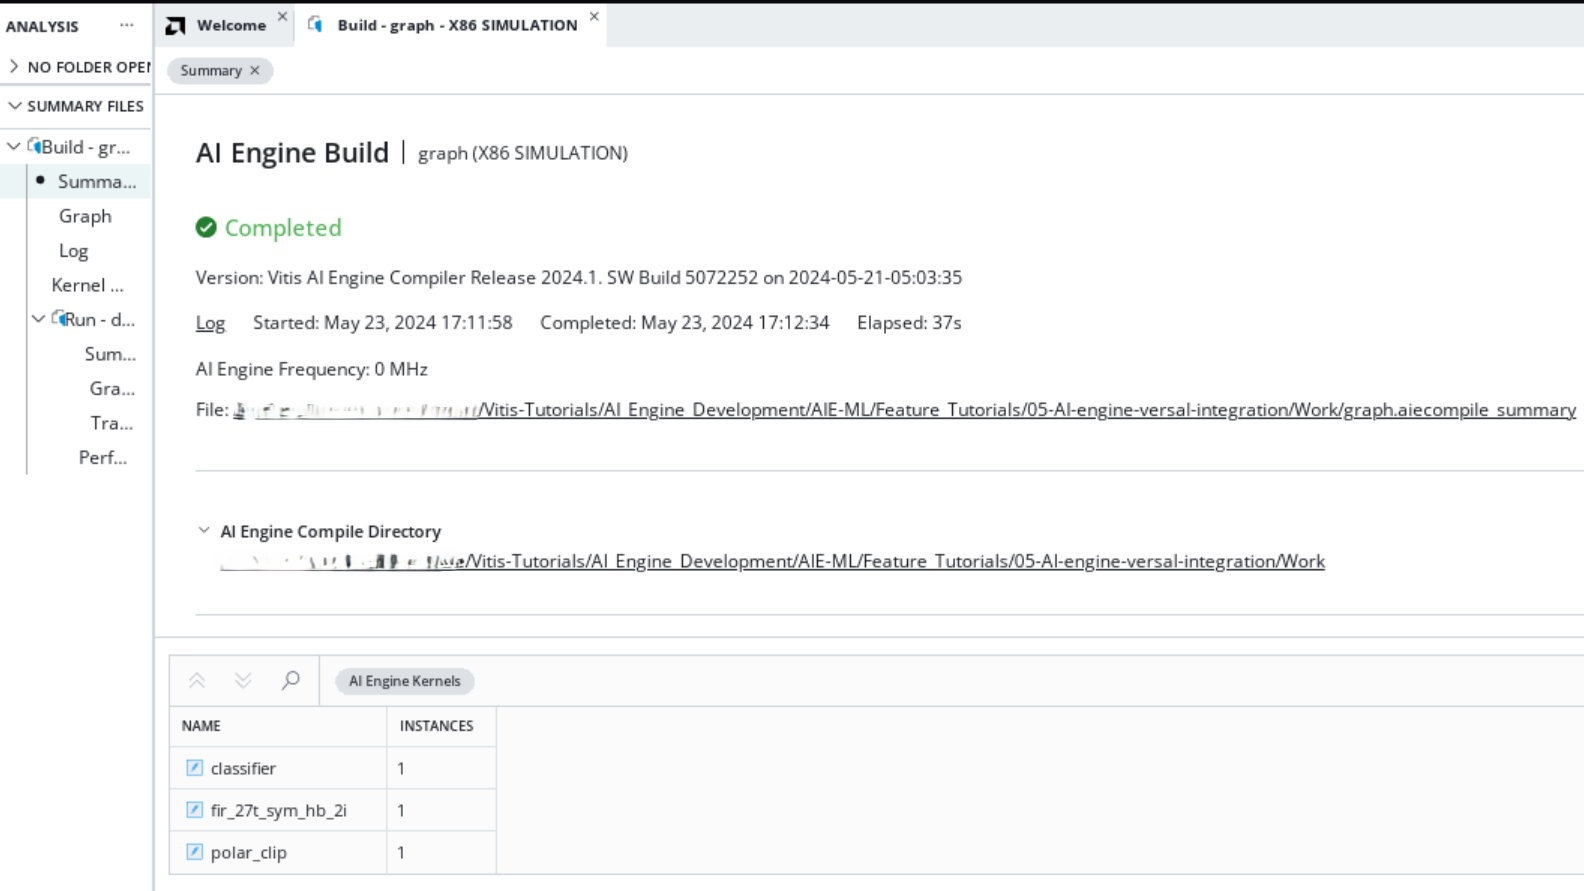 ANALYSIS ...
NO FOLDER OPE
SUMMARY FILES
Build - gr...
Summa...
Graph
Log
Kernel ...
Run - d...
Sum...
Gra...
Tra...
Perf...
Welcome
Build - graph - X86 SIMULATION
Summary
AI Engine Build | graph (X86 SIMULATION)
Completed
Version: Vitis AI Engine Compiler Release 2024.1. SW Build 5072252 on 2024-05-21-05:03:35
Log Started: May 23, 2024 17:11:58 Completed: May 23, 2024 17:12:34 Elapsed: 37s
AI Engine Frequency: 0 MHz
File: /Vitis-Tutorials/AI_Engine_Development/AIE-ML/Feature_Tutorials/05-AI-engine-versal-integration/Work/graph.aiecompile_summary
AI Engine Compile Directory
/Vitis-Tutorials/AI_Engine_Development/AIE-ML/Feature_Tutorials/05-AI-engine-versal-integration/Work
AI Engine Kernels
NAME INSTANCES
classifier 1
fir_27t_sym_hb_2i 1
polar_clip 1